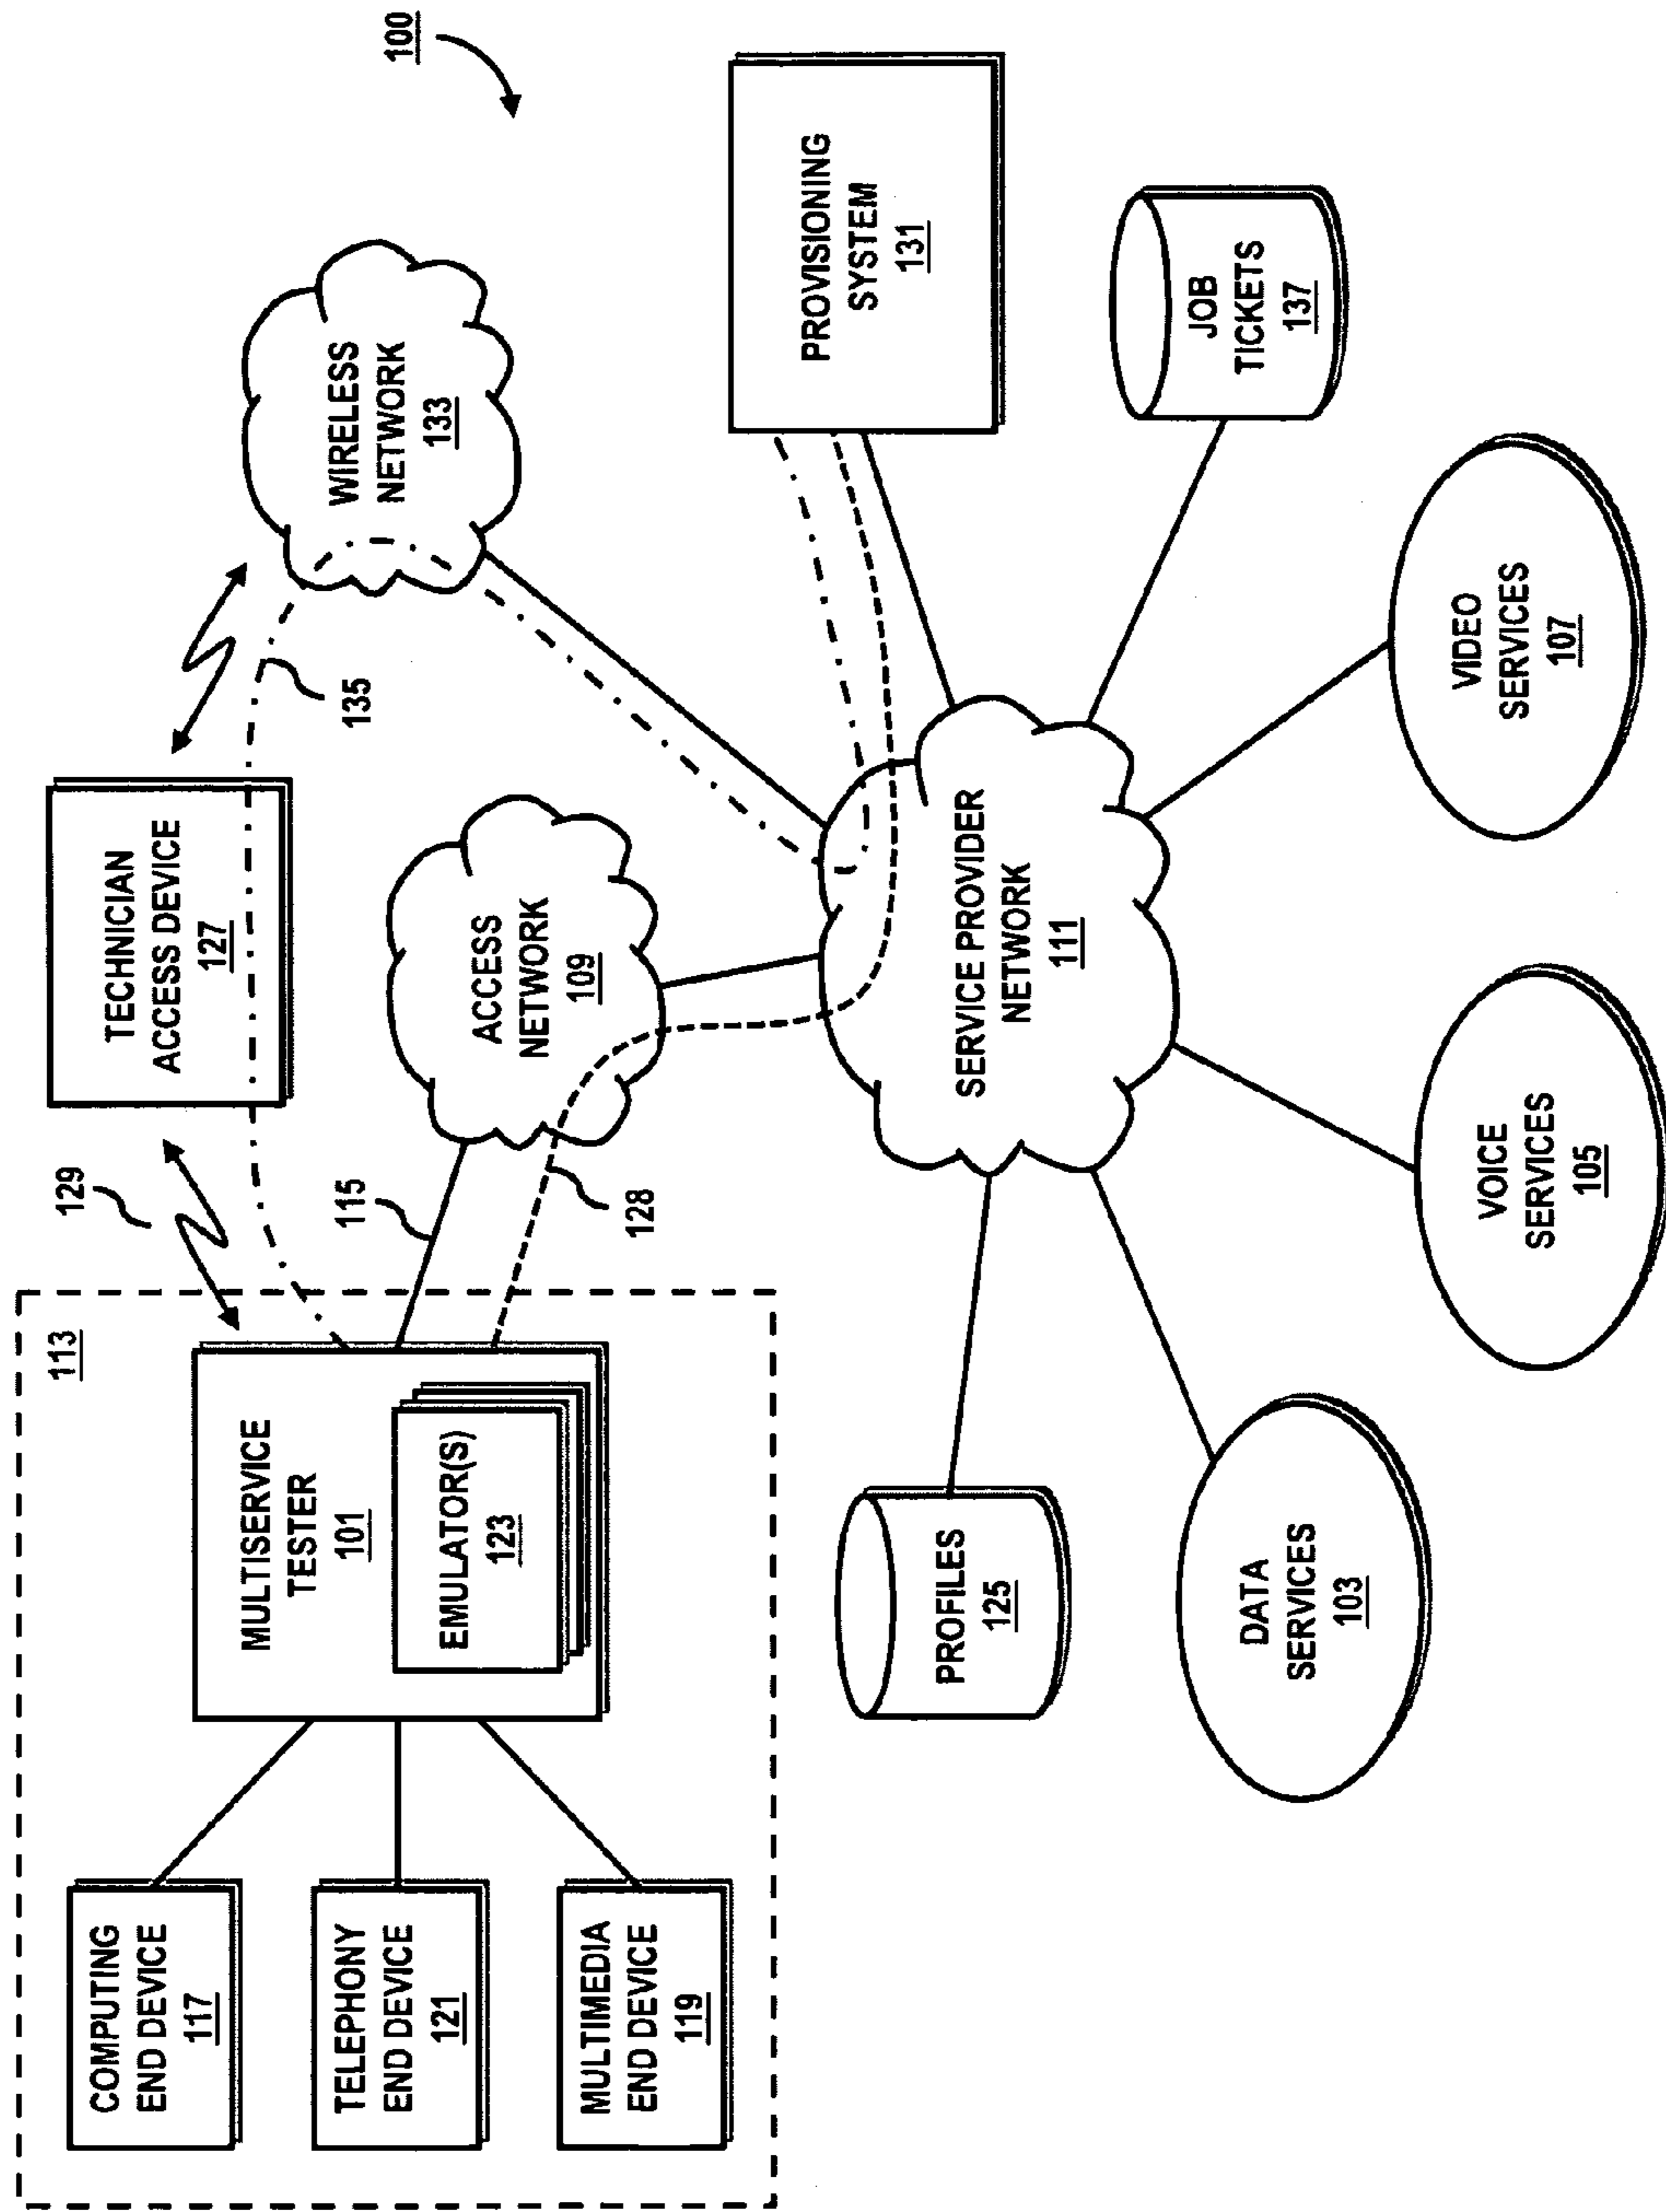 100
113
COMPUTING
END DEVICE
117
TELEPHONY
END DEVICE
121
MULTIMEDIA
END DEVICE
119
MULTISERVICE
TESTER
101
EMULATOR(S)
123
129
115
128
TECHNICIAN
ACCESS DEVICE
127
135
ACCESS
NETWORK
109
WIRELESS
NETWORK
133
PROVISIONING
SYSTEM
131
SERVICE PROVIDER
NETWORK
111
PROFILES
125
DATA
SERVICES
103
VOICE
SERVICES
105
VIDEO
SERVICES
107
JOB
TICKETS
137